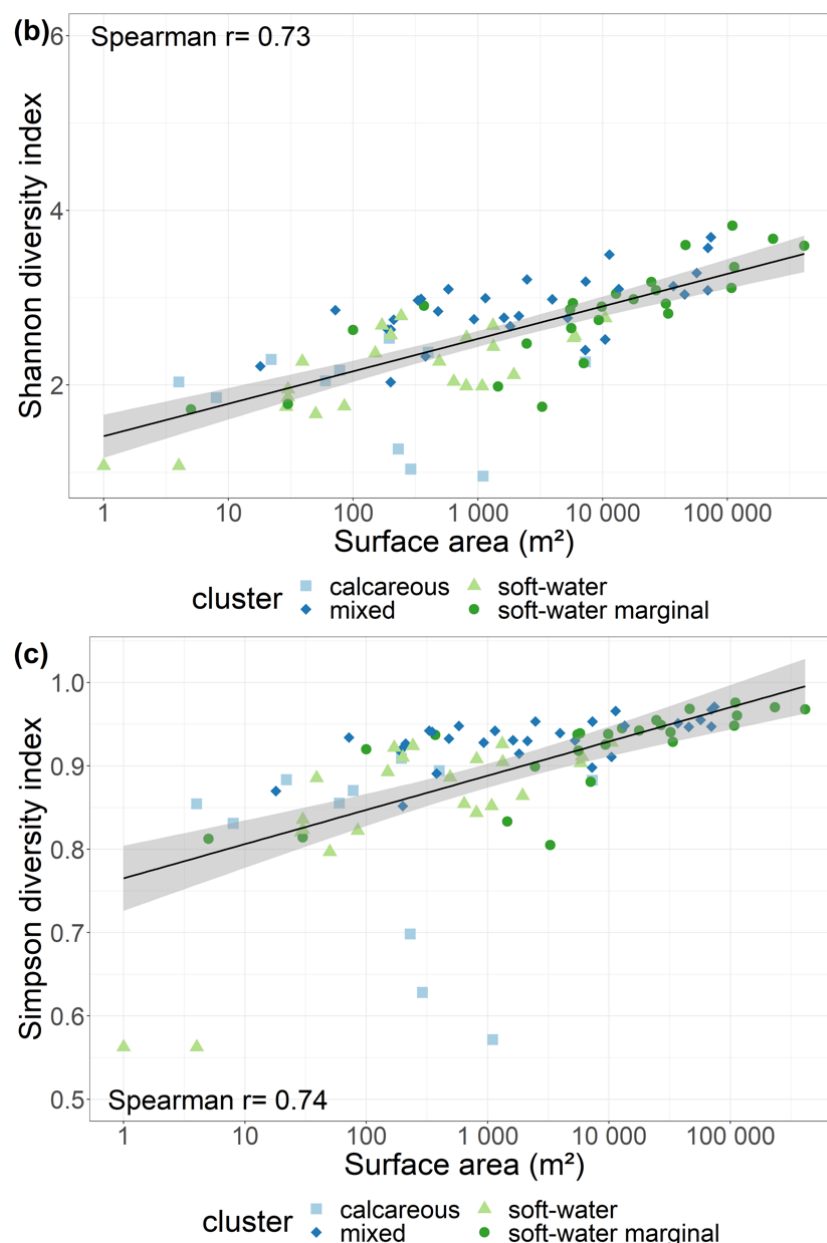 (b)
Spearman r= 0.73
6
4
2
Shannon diversity index
1 10 100 1 000 10 000 100 000
Surface area (m²)
cluster
calcareous soft-water
mixed soft-water marginal
(c)
1.0
0.9
0.8
0.7
0.6
0.5
Simpson diversity index
Spearman r= 0.74
1 10 100 1 000 10 000 100 000
Surface area (m²)
cluster
calcareous soft-water
mixed soft-water marginal